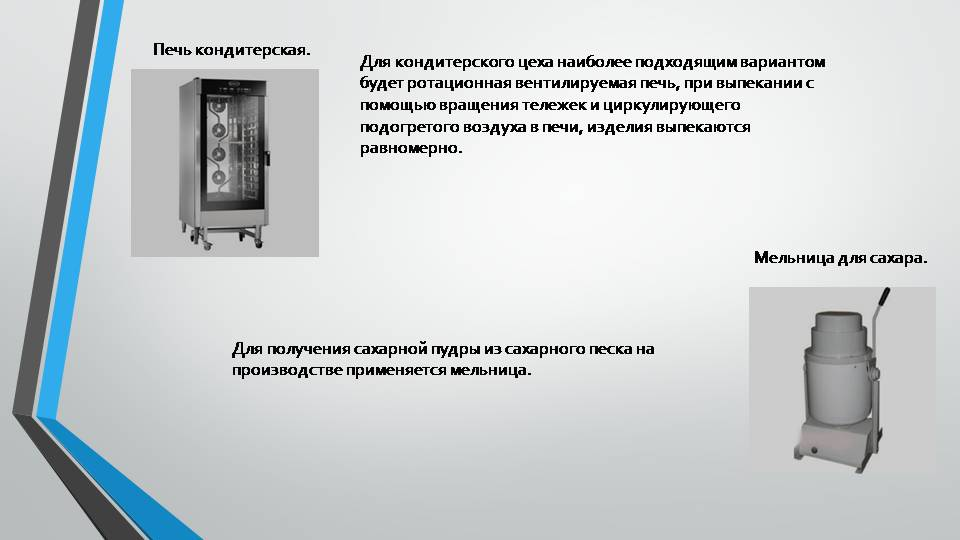 Печь кондитерская.
Для кондитерского цеха наиболее подходящим вариантом
будет ротационная вентилируемая печь, при выпекании с
помощью вращения тележек и циркулирующего
подогретого воздуха в печи, изделия выпекаются
равномерно.
Мельница для сахара.
Для получения сахарной пудры из сахарного песка на
производстве применяется мельница.